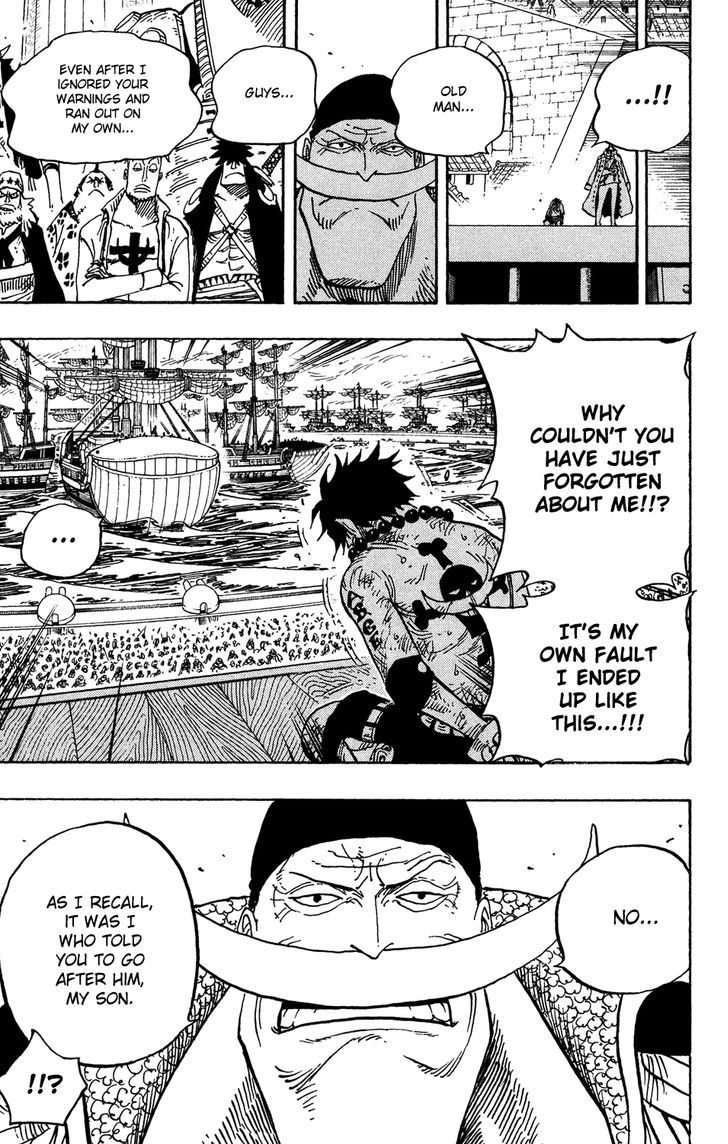 ...!!
OLD
MAN...
GUYS...
EVEN AFTER I
IGNORED YOUR
WARNINGS AND
RAN OUT ON
MY OWN...
WHY
COULDN'T YOU
HAVE JUST
FORGOTTEN
ABOUT ME!!?
IT'S MY
OWN FAULT
I ENDED
UP LIKE
THIS...!!!
...
NO...
AS I RECALL,
IT WAS I
WHO TOLD
YOU TO GO
AFTER HIM,
MY SON.
!!?